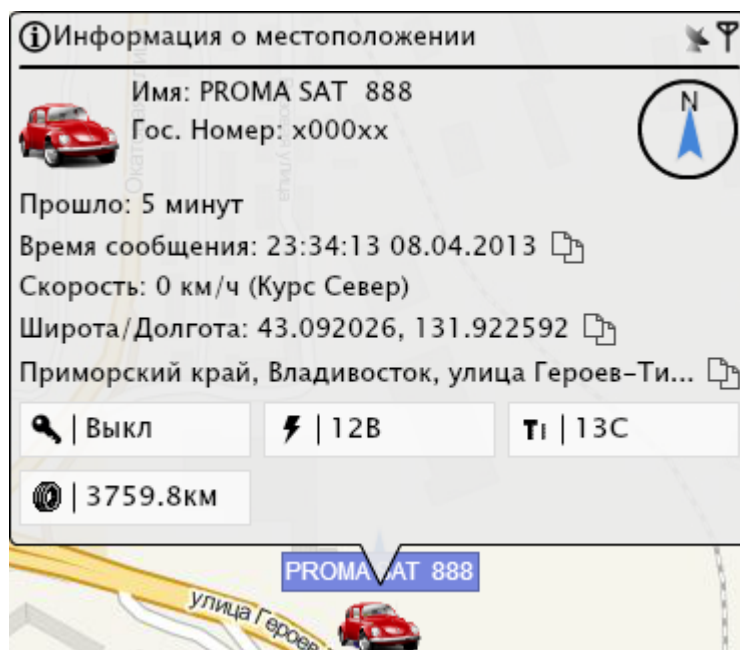 Информация о местоположении
Имя: PROMA SAT 888
Гос. Номер: x000xx
N
Прошло: 5 минут
Время сообщения: 23:34:13 08.04.2013
Скорость: 0 км/ч (Курс Север)
Широта/Долгота: 43.092026, 131.922592
Приморский край, Владивосток, улица Героев-Ти...
| Выкл
| 12В
| 13С
| 3759.8км
PROMA SAT 888
улица Героев